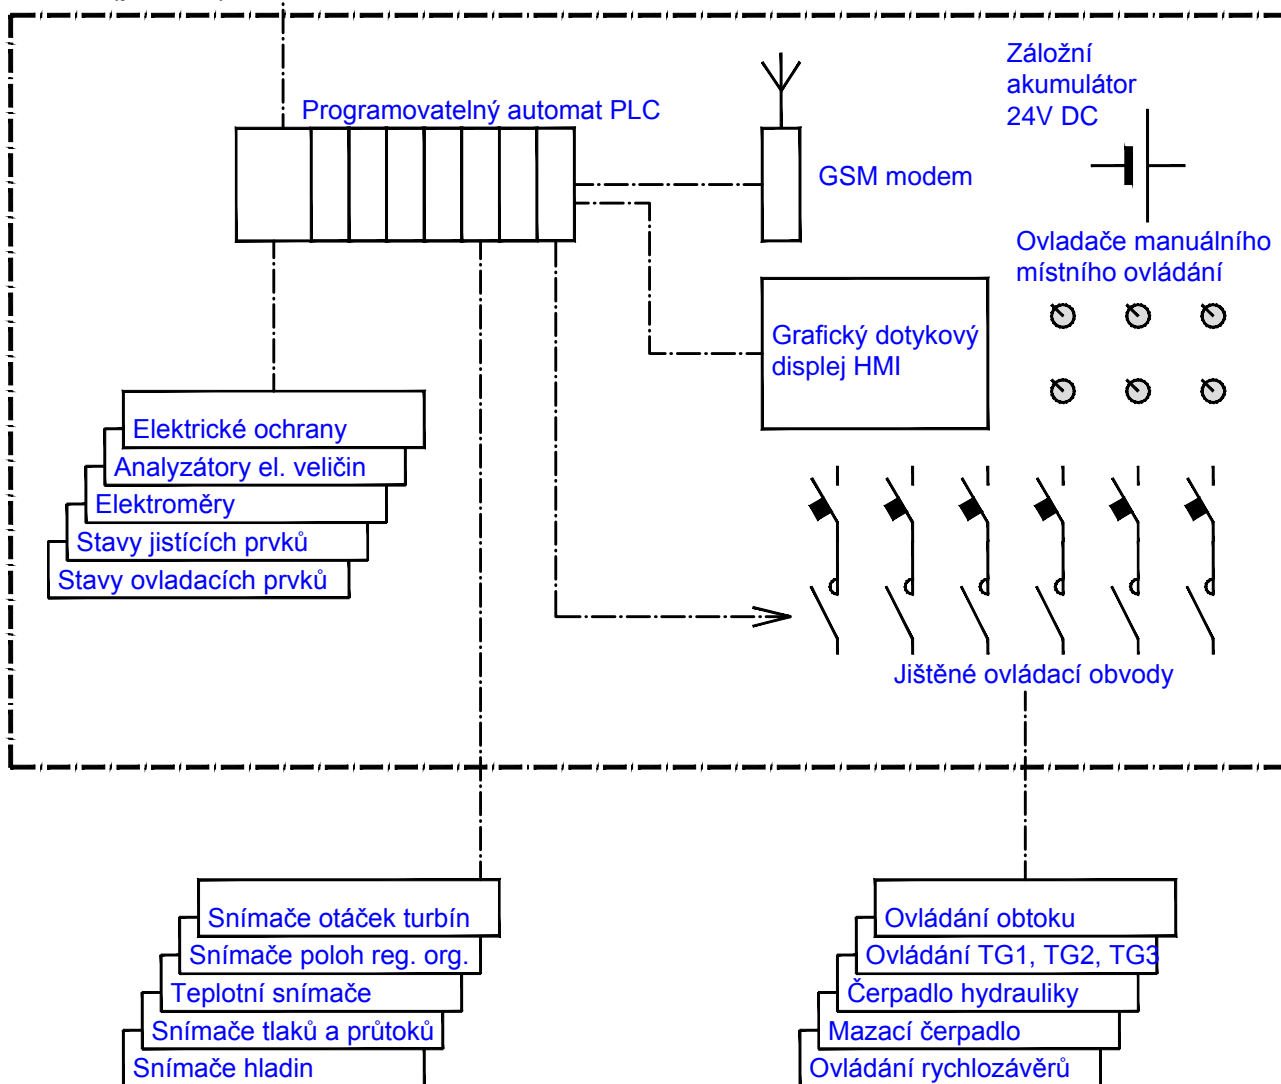 Záložní
akumulátor
24V DC
Programovatelný automat PLC
GSM modem
Ovladače manuálního
místního ovládání
Grafický dotykový
displej HMI
Elektrické ochrany
Analyzátory el. veličin
Elektroměry
Stavy jistících prvků
Stavy ovladacích prvků
Jištěné ovládací obvody
Snímače otáček turbín
Snímače poloh reg. org.
Teplotní snímače
Snímače tlaků a průtoků
Snímače hladin
Ovládání obtoku
Ovládání TG1, TG2, TG3
Čerpadlo hydrauliky
Mazací čerpadlo
Ovládání rychlozávěrů